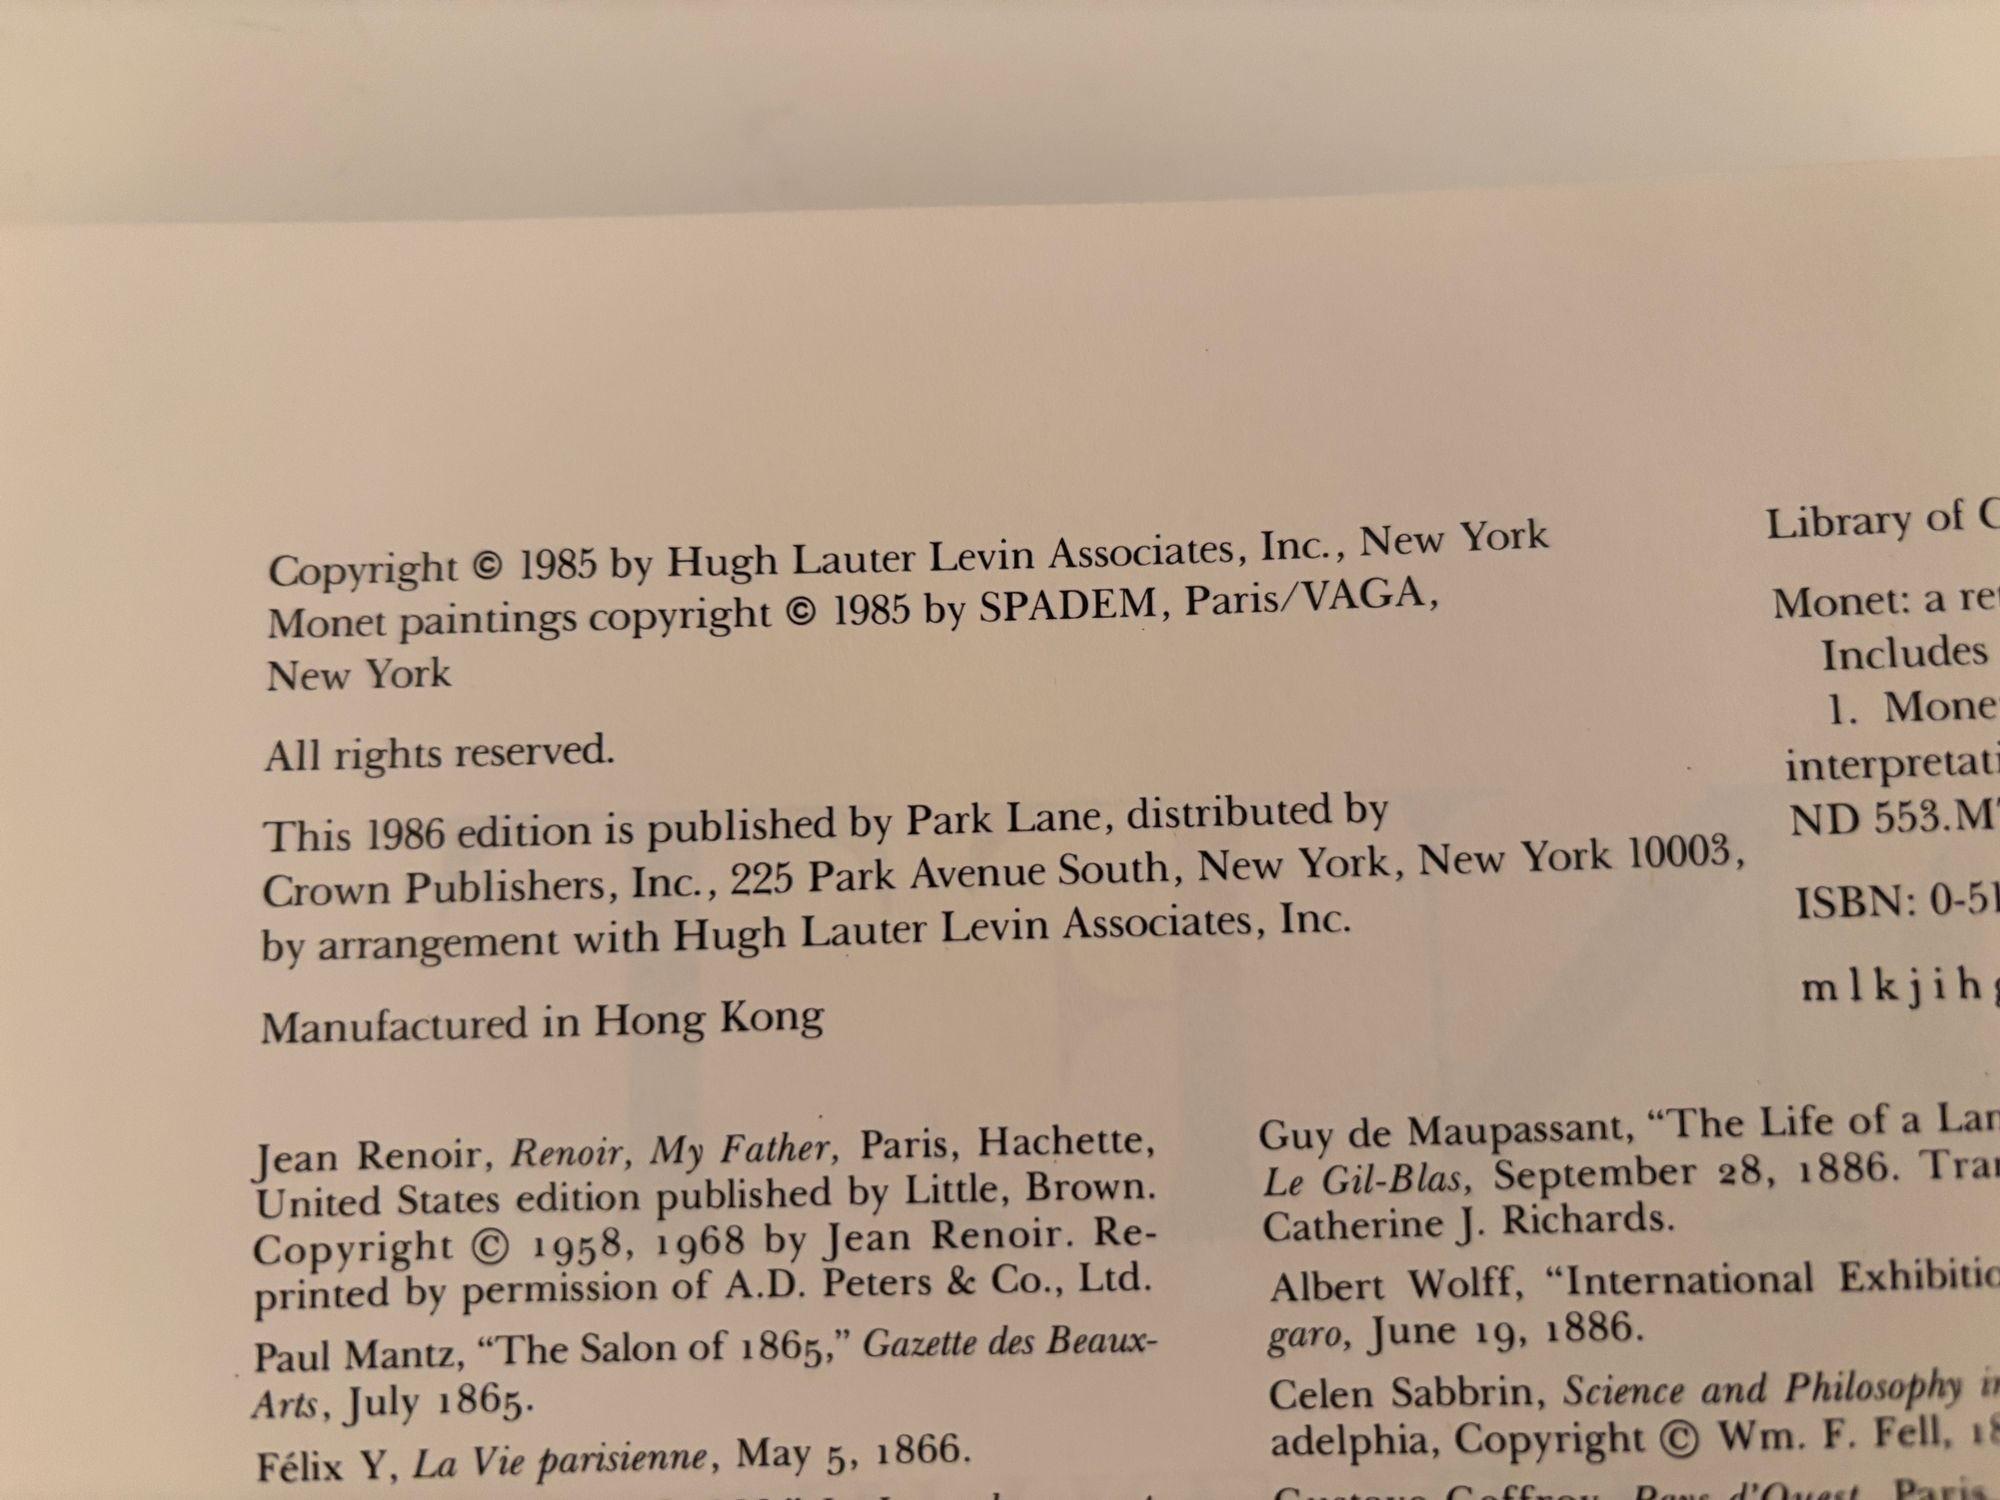 Copyright © 1985 by Hugh Lauter Levin Associates, Inc., New York
Monet paintings copyright © 1985 by SPADEM, Paris/VAGA,
New York
All rights reserved.
This 1986 edition is published by Park Lane, distributed by
Crown Publishers, Inc., 225 Park Avenue South, New York, New York 10003,
by arrangement with Hugh Lauter Levin Associates, Inc.
Manufactured in Hong Kong
Library of
Monet: a
Includes
1.
ND
ISBN:
m l k j i h
Jean Renoir, Renoir, My Father, Paris, Hachette,
United States edition published by Little, Brown.
Copyright © 1958, 1968 by Jean Renoir. Re-
printed by permission of A.D. Peters & Co., Ltd.
Paul Mantz, “The Salon of 1865,” Gazette des Beaux-
Arts, July 1865.
Félix Y, La Vie parisienne, May 5, 1866.
Guy de Maupassant, “The Life of a
Le Gil-Blas, September 28, 1886.
Catherine J. Richards.
Albert Wolff, “International
garo, June 19, 1886.
Celen Sabbrin, Science and Philosophy
adelphia, Copyright © Wm. F. Fell,